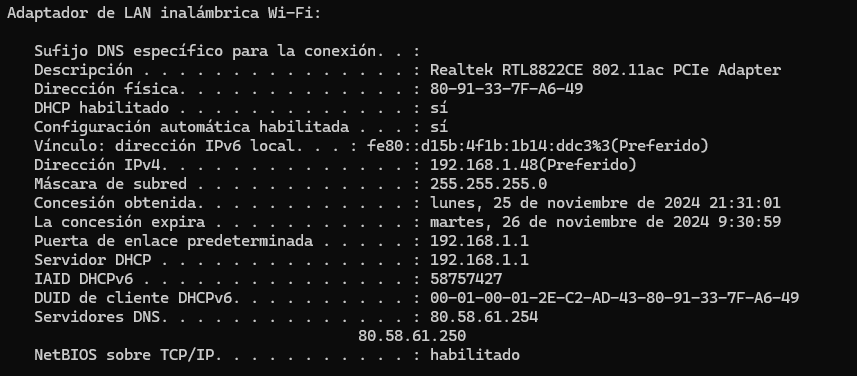 Adaptador de LAN inalámbrica Wi-Fi:
Sufijo DNS específico para la conexión. . :
Descripción . . . . . . . . . . . . . . . : Realtek RTL8822CE 802.11ac PCIe Adapter
Dirección física. . . . . . . . . . . . . : 80-91-33-7F-A6-49
DHCP habilitado . . . . . . . . . . . . . : sí
Configuración automática habilitada . . . : sí
Vínculo: dirección IPv6 local. . . : fe80::d15b:4f1b:1b14:ddc3%3(Preferido)
Dirección IPv4. . . . . . . . . . . . . . : 192.168.1.48(Preferido)
Máscara de subred . . . . . . . . . . . . : 255.255.255.0
Concesión obtenida. . . . . . . . . . . . : lunes, 25 de noviembre de 2024 21:31:01
La concesión expira . . . . . . . . . . . : martes, 26 de noviembre de 2024 9:30:59
Puerta de enlace predeterminada . . . . . : 192.168.1.1
Servidor DHCP . . . . . . . . . . . . . . : 192.168.1.1
IAID DHCPv6 . . . . . . . . . . . . . . . : 58757427
DUID de cliente DHCPv6. . . . . . . . . . : 00-01-00-01-2E-C2-AD-43-80-91-33-7F-A6-49
Servidores DNS. . . . . . . . . . . . . . : 80.58.61.254
80.58.61.250
NetBIOS sobre TCP/IP. . . . . . . . . . . : habilitado